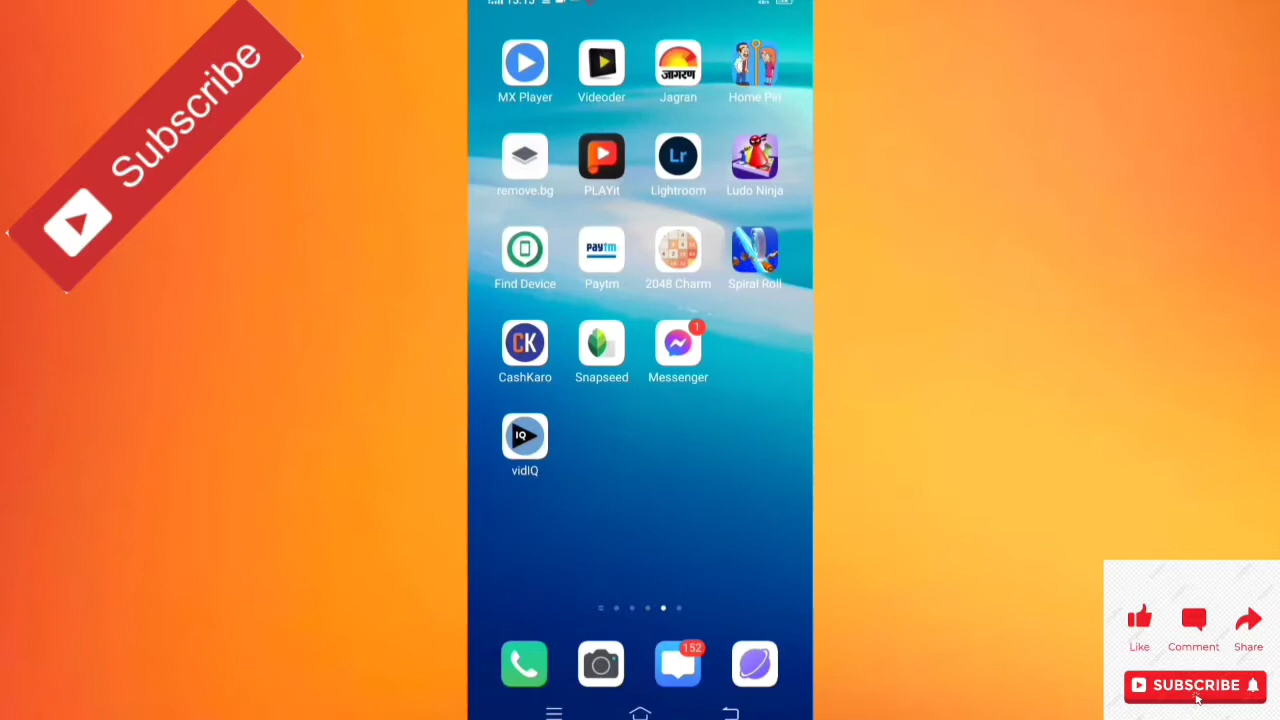 Subscribe
MX Player
Videoder
जागरण
Jagran
Home Pin
remove.bg
PLAYit
Lr
Lightroom
Ludo Ninja
Find Device
paytm
Paytm
2048 Charm
Spiral Roll
CK
CashKaro
Snapseed
1
Messenger
IQ
vidIQ
152
Like
Comment
Share
SUBSCRIBE